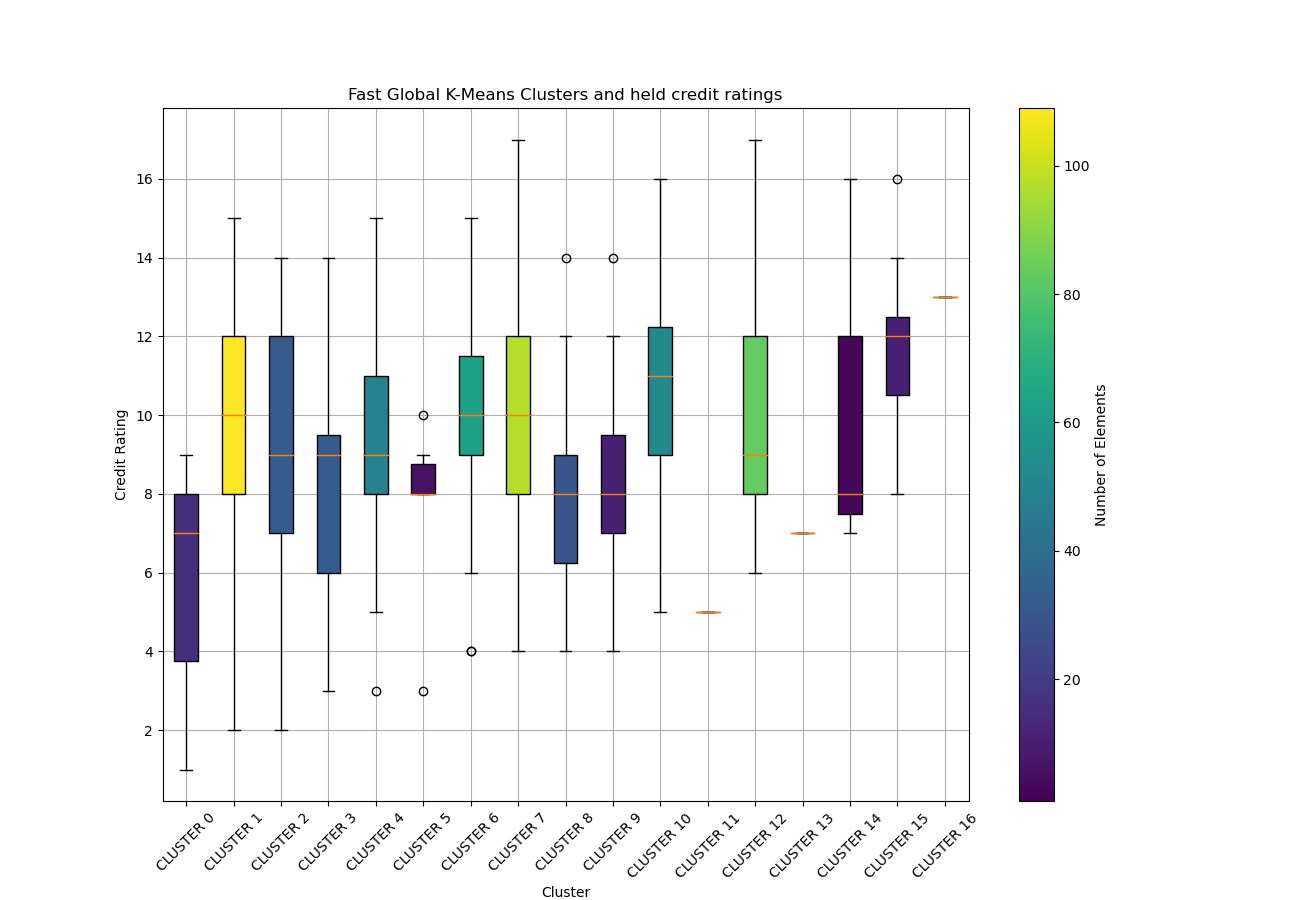 Fast Global K-Means Clusters and held credit ratings
Credit Rating
16
14
12
10
8
6
4
2
CLUSTER 0
CLUSTER 1
CLUSTER 2
CLUSTER 3
CLUSTER 4
CLUSTER 5
CLUSTER 6
CLUSTER 7
CLUSTER 8
CLUSTER 9
CLUSTER 10
CLUSTER 11
CLUSTER 12
CLUSTER 13
CLUSTER 14
CLUSTER 15
CLUSTER 16
Cluster
100
80
60
40
20
Number of Elements